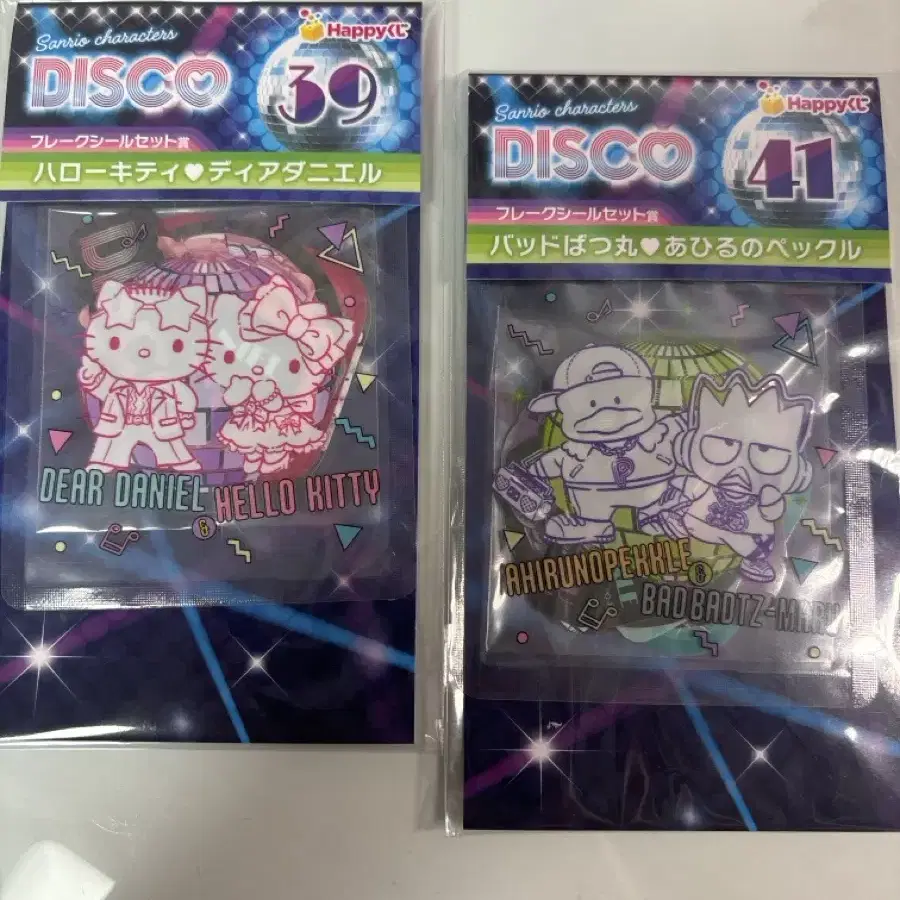 Sanrio characters
DISCO
Happyくじ
39
フレークシールセット賞
ハローキティ♥ディアダニエル
DEAR DANIEL
&
HELLO KITTY
Sanrio characters
DISCO
Happyくじ
41
フレークシールセット賞
バッドばつ丸♥あひるのペックル
P
AHIRUNOPEKKLE
&
BAD BADTZ-MARU